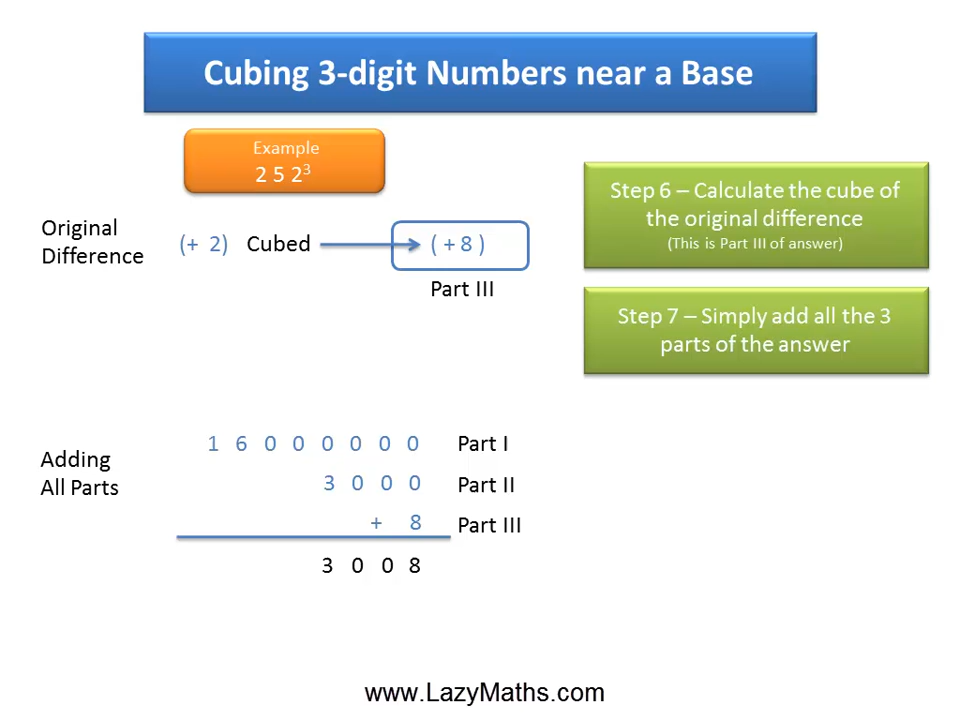 Cubing 3-digit Numbers near a Base
Example
2 5 2³
Original
Difference
(+ 2) Cubed
( + 8 )
Part III
Step 6 – Calculate the cube of
the original difference
(This is Part III of answer)
Step 7 – Simply add all the 3
parts of the answer
Adding
All Parts
1 6 0 0 0 0 0 0 Part I
3 0 0 0 Part II
+ 8 Part III
3 0 0 8
www.LazyMaths.com